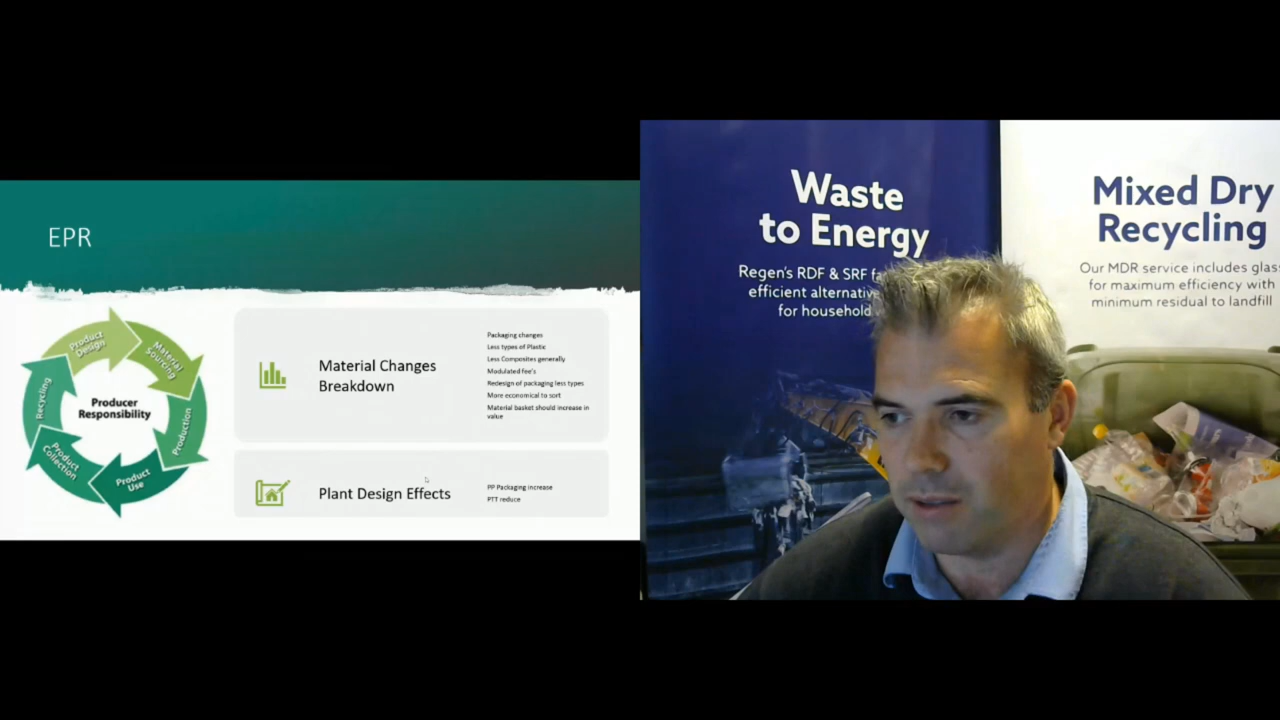 EPR
Product
Design
Material
Sourcing
Production
Product
Use
Product
Collection
Recycling
Producer
Responsibility
Material Changes
Breakdown
Packaging changes
Less types of Plastic
Less Composites generally
Modulated fee's
Redesign of packaging less types
More economical to sort
Material basket should increase in
value
Plant Design Effects
PP Packaging increase
PTT reduce
Waste
to Energy
Regen's RDF & SRF
efficient
for household
Mixed Dry
Recycling
Our MDR service includes
for maximum efficiency with
minimum residual to landfill